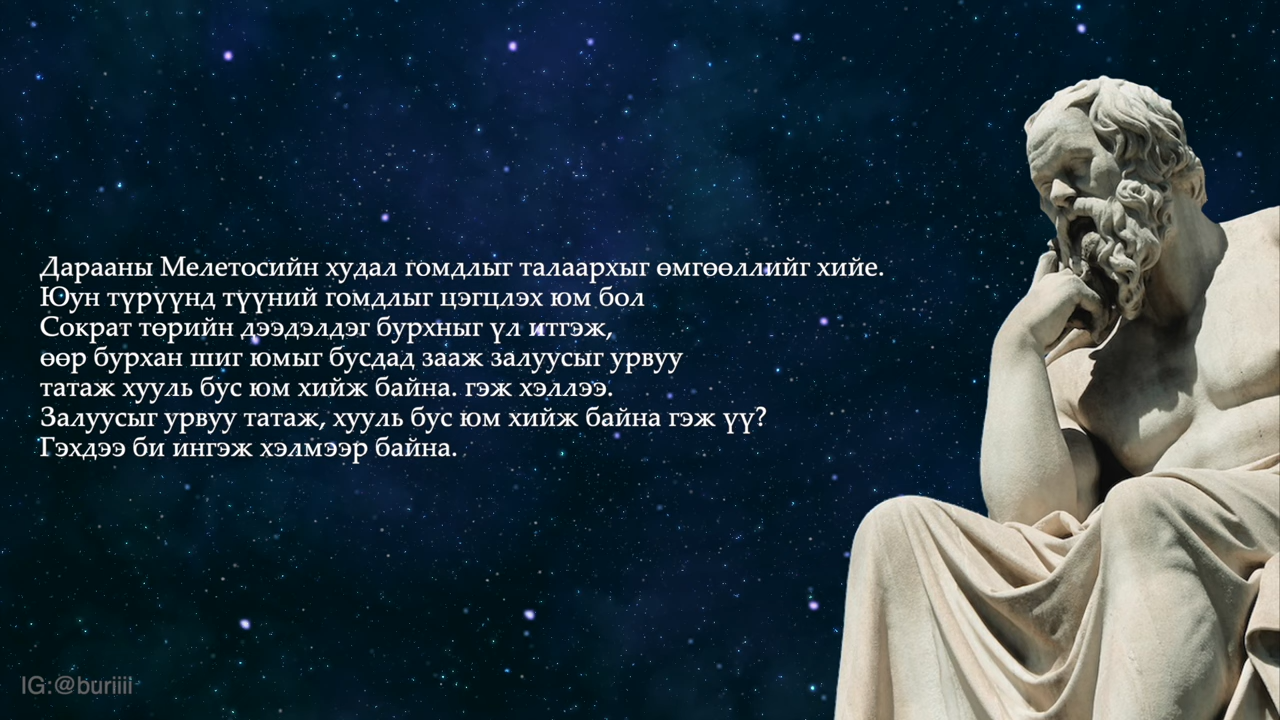 Дарааны Мелетосийн худал гомдлыг талаархыг өмгөөллийг хийе.
Юун түрүүнд түүний гомдлыг цэгцлэх юм бол
Сократ төрийн дээдэлдэг бурхныг үл итгэж,
өөр бурхан шиг юмыг бусдад зааж залуусыг урвуу
татаж хууль бус юм хийж байна. гэж хэллээ.
Залуусыг урвуу татаж, хууль бус юм хийж байна гэж үү?
Гэхдээ би ингэж хэлмээр байна.
IG:@buriiii